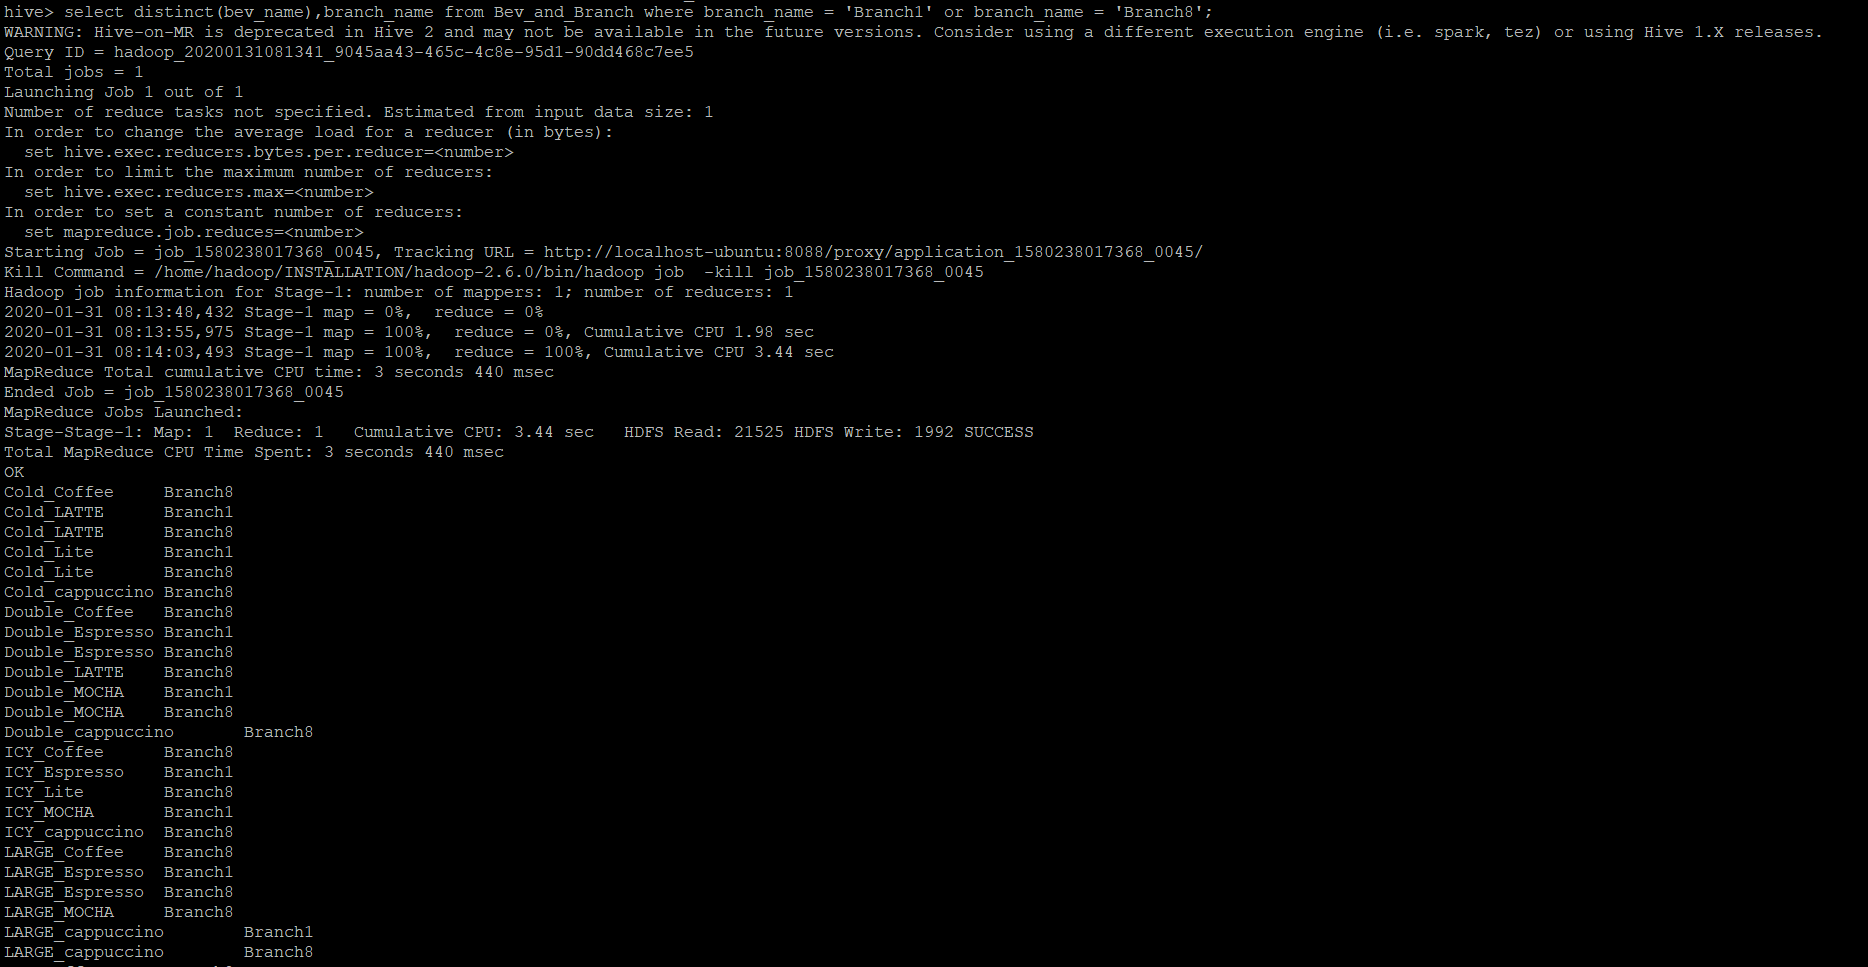 hive> select distinct(bev_name),branch_name from Bev_and_Branch where branch_name = 'Branch1' or branch_name = 'Branch8';
WARNING: Hive-on-MR is deprecated in Hive 2 and may not be available in the future versions. Consider using a different execution engine (i.e. spark, tez) or using Hive 1.X releases.
Query ID = hadoop_20200131081341_9045aa43-465c-4c8e-95d1-90dd468c7ee5
Total jobs = 1
Launching Job 1 out of 1
Number of reduce tasks not specified. Estimated from input data size: 1
In order to change the average load for a reducer (in bytes):
  set hive.exec.reducers.bytes.per.reducer=<number>
In order to limit the maximum number of reducers:
  set hive.exec.reducers.max=<number>
In order to set a constant number of reducers:
  set mapreduce.job.reduces=<number>
Starting Job = job_1580238017368_0045, Tracking URL = http://localhost-ubuntu:8088/proxy/application_1580238017368_0045/
Kill Command = /home/hadoop/INSTALLATION/hadoop-2.6.0/bin/hadoop job  -kill job_1580238017368_0045
Hadoop job information for Stage-1: number of mappers: 1; number of reducers: 1
2020-01-31 08:13:48,432 Stage-1 map = 0%,  reduce = 0%
2020-01-31 08:13:55,975 Stage-1 map = 100%,  reduce = 0%, Cumulative CPU 1.98 sec
2020-01-31 08:14:03,493 Stage-1 map = 100%,  reduce = 100%, Cumulative CPU 3.44 sec
MapReduce Total cumulative CPU time: 3 seconds 440 msec
Ended Job = job_1580238017368_0045
MapReduce Jobs Launched:
Stage-Stage-1: Map: 1  Reduce: 1   Cumulative CPU: 3.44 sec   HDFS Read: 21525 HDFS Write: 1992 SUCCESS
Total MapReduce CPU Time Spent: 3 seconds 440 msec
OK
Cold_Coffee     Branch8
Cold_LATTE      Branch1
Cold_LATTE      Branch8
Cold_Lite       Branch1
Cold_Lite       Branch8
Cold_cappuccino Branch8
Double_Coffee   Branch8
Double_Espresso Branch1
Double_Espresso Branch8
Double_LATTE    Branch8
Double_MOCHA    Branch1
Double_MOCHA    Branch8
Double_cappuccino       Branch8
ICY_Coffee      Branch8
ICY_Espresso    Branch1
ICY_Lite        Branch8
ICY_MOCHA       Branch1
ICY_cappuccino  Branch8
LARGE_Coffee    Branch8
LARGE_Espresso  Branch1
LARGE_Espresso  Branch8
LARGE_MOCHA     Branch8
LARGE_cappuccino        Branch1
LARGE_cappuccino        Branch8